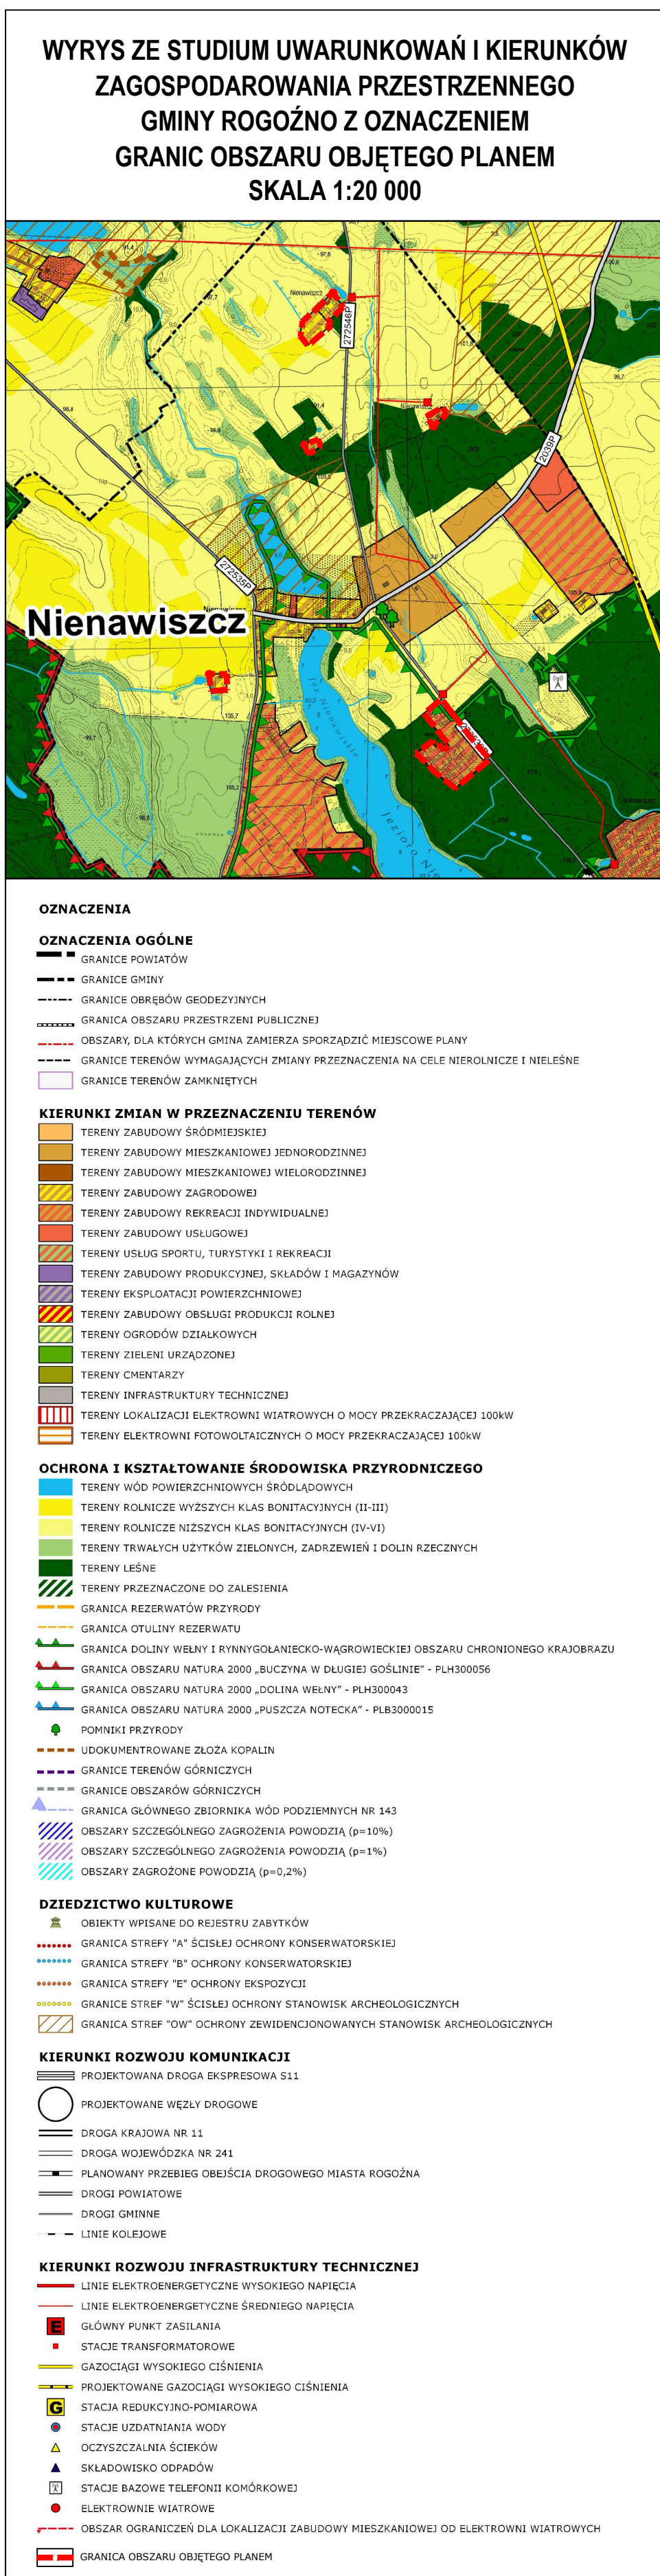 WYRYS ZE STUDIUM UWARUNKOWAŃ I KIERUNKÓW
ZAGOSPODAROWANIA PRZESTRZENNEGO
GMINY ROGOŹNO Z OZNACZENIEM
GRANIC OBSZARU OBJĘTEGO PLANEM
SKALA 1:20 000
Nienawiszcz
272546P
Nienawiszcz
2039P
272535P
Nienawiszcz
Jez. Nienawiskie
Jezioro
OZNACZENIA
OZNACZENIA OGÓLNE
GRANICE POWIATÓW
GRANICE GMINY
GRANICE OBRĘBÓW GEODEZYJNYCH
GRANICA OBSZARU PRZESTRZENI PUBLICZNEJ
OBSZARY, DLA KTÓRYCH GMINA ZAMIERZA SPORZĄDZIĆ MIEJSCOWE PLANY
GRANICE TERENÓW WYMAGAJĄCYCH ZMIANY PRZEZNACZENIA NA CELE NIEROLNICZE I NIELEŚNE
GRANICE TERENÓW ZAMKNIĘTYCH
KIERUNKI ZMIAN W PRZEZNACZENIU TERENÓW
TERENY ZABUDOWY ŚRÓDMIEJSKIEJ
TERENY ZABUDOWY MIESZKANIOWEJ JEDNORODZINNEJ
TERENY ZABUDOWY MIESZKANIOWEJ WIELORODZINNEJ
TERENY ZABUDOWY ZAGRODOWEJ
TERENY ZABUDOWY REKREACJI INDYWIDUALNEJ
TERENY ZABUDOWY USŁUGOWEJ
TERENY USŁUG SPORTU, TURYSTYKI I REKREACJI
TERENY ZABUDOWY PRODUKCYJNEJ, SKŁADÓW I MAGAZYNÓW
TERENY EKSPLOATACJI POWIERZCHNIOWEJ
TERENY ZABUDOWY OBSŁUGI PRODUKCJI ROLNEJ
TERENY OGRODÓW DZIAŁKOWYCH
TERENY ZIELENI URZĄDZONEJ
TERENY CMENTARZY
TERENY INFRASTRUKTURY TECHNICZNEJ
TERENY LOKALIZACJI ELEKTROWNI WIATROWYCH O MOCY PRZEKRACZAJĄCEJ 100kW
TERENY ELEKTROWNI FOTOWOLTAICZNYCH O MOCY PRZEKRACZAJĄCEJ 100kW
OCHRONA I KSZTAŁTOWANIE ŚRODOWISKA PRZYRODNICZEGO
TERENY WÓD POWIERZCHNIOWYCH ŚRÓDLĄDOWYCH
TERENY ROLNICZE WYŻSZYCH KLAS BONITACYJNYCH (II-III)
TERENY ROLNICZE NIŻSZYCH KLAS BONITACYJNYCH (IV-VI)
TERENY TRWAŁYCH UŻYTKÓW ZIELONYCH, ZADRZEWIEŃ I DOLIN RZECZNYCH
TERENY LEŚNE
TERENY PRZEZNACZONE DO ZALESIENIA
GRANICA REZERWATÓW PRZYRODY
GRANICA OTULINY REZERWATU
GRANICA DOLINY WEŁNY I RYNNYGOŁANIECKO-WĄGROWIECKIEJ OBSZARU CHRONIONEGO KRAJOBRAZU
GRANICA OBSZARU NATURA 2000 „BUCZYNA W DŁUGIEJ GOŚLINIE” - PLH300056
GRANICA OBSZARU NATURA 2000 „DOLINA WEŁNY” - PLH300043
GRANICA OBSZARU NATURA 2000 „PUSZCZA NOTECKA” - PLB3000015
POMNIKI PRZYRODY
UDOKUMENTOWANE ZŁOŻA KOPALIN
GRANICE TERENÓW GÓRNICZYCH
GRANICE OBSZARÓW GÓRNICZYCH
GRANICA GŁÓWNEGO ZBIORNIKA WÓD PODZIEMNYCH NR 143
OBSZARY SZCZEGÓLNEGO ZAGROŻENIA POWODZIĄ (p=10%)
OBSZARY SZCZEGÓLNEGO ZAGROŻENIA POWODZIĄ (p=1%)
OBSZARY ZAGROŻONE POWODZIĄ (p=0,2%)
DZIEDZICTWO KULTUROWE
OBIEKTY WPISANE DO REJESTRU ZABYTKÓW
GRANICA STREFY "A" ŚCISŁEJ OCHRONY KONSERWATORSKIEJ
GRANICA STREFY "B" OCHRONY KONSERWATORSKIEJ
GRANICA STREFY "E" OCHRONY EKSPOZYCJI
GRANICE STREF "W" ŚCISŁEJ OCHRONY STANOWISK ARCHEOLOGICZNYCH
GRANICA STREF "OW" OCHRONY ZEWIDENCJONOWANYCH STANOWISK ARCHEOLOGICZNYCH
KIERUNKI ROZWOJU KOMUNIKACJI
PROJEKTOWANA DROGA EKSPRESOWA S11
PROJEKTOWANE WĘZŁY DROGOWE
DROGA KRAJOWA NR 11
DROGA WOJEWÓDZKA NR 241
PLANOWANY PRZEBIEG OBEJŚCIA DROGOWEGO MIASTA ROGOŹNA
DROGI POWIATOWE
DROGI GMINNE
LINIE KOLEJOWE
KIERUNKI ROZWOJU INFRASTRUKTURY TECHNICZNEJ
LINIE ELEKTROENERGETYCZNE WYSOKIEGO NAPIĘCIA
LINIE ELEKTROENERGETYCZNE ŚREDNIEGO NAPIĘCIA
E GŁÓWNY PUNKT ZASILANIA
STACJE TRANSFORMATOROWE
GAZOCIĄGI WYSOKIEGO CIŚNIENIA
PROJEKTOWANE GAZOCIĄGI WYSOKIEGO CIŚNIENIA
G STACJA REDUKCYJNO-POMIAROWA
STACJE UZDATNIANIA WODY
OCZYSZCZALNIA ŚCIEKÓW
SKŁADOWISKO ODPADÓW
STACJE BAZOWE TELEFONII KOMÓRKOWEJ
ELEKTROWNIE WIATROWE
OBSZAR OGRANICZEŃ DLA LOKALIZACJI ZABUDOWY MIESZKANIOWEJ OD ELEKTROWNI WIATROWYCH
GRANICA OBSZARU OBJĘTEGO PLANEM